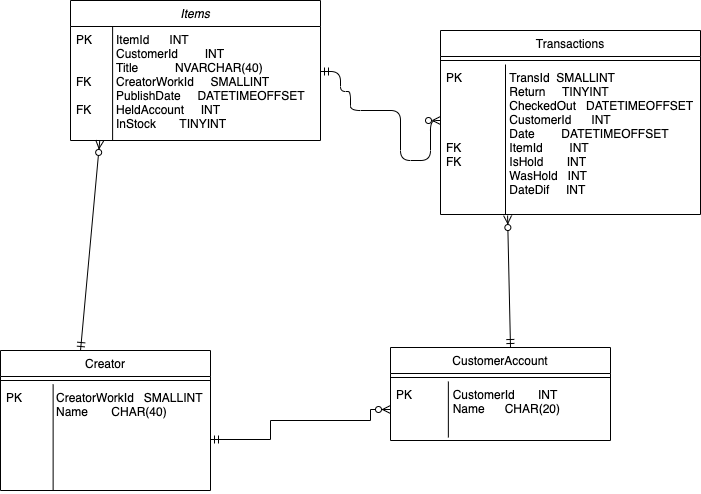 Items
PK ItemId INT
CustomerId INT
Title NVARCHAR(40)
FK CreatorWorkId SMALLINT
PublishDate DATETIMEOFFSET
FK HeldAccount INT
InStock TINYINT
Transactions
PK TransId SMALLINT
Return TINYINT
CheckedOut DATETIMEOFFSET
CustomerId INT
Date DATETIMEOFFSET
FK ItemId INT
FK IsHold INT
WasHold INT
DateDif INT
Creator
PK CreatorWorkId SMALLINT
Name CHAR(40)
CustomerAccount
PK CustomerId INT
Name CHAR(20)